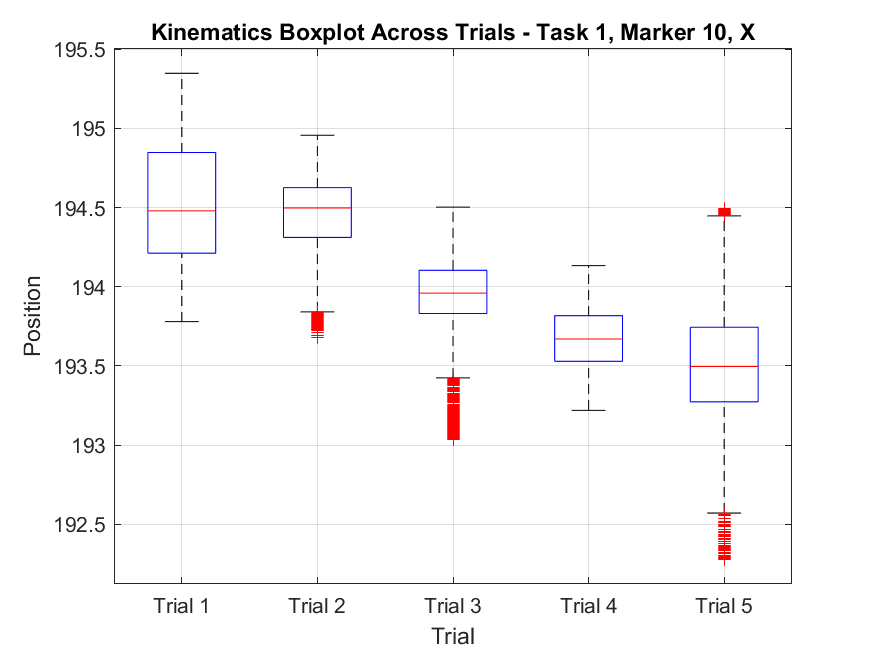 Kinematics Boxplot Across Trials - Task 1, Marker 10, X
195.5
195
194.5
194
193.5
193
192.5
Position
Trial 1 Trial 2 Trial 3 Trial 4 Trial 5
Trial